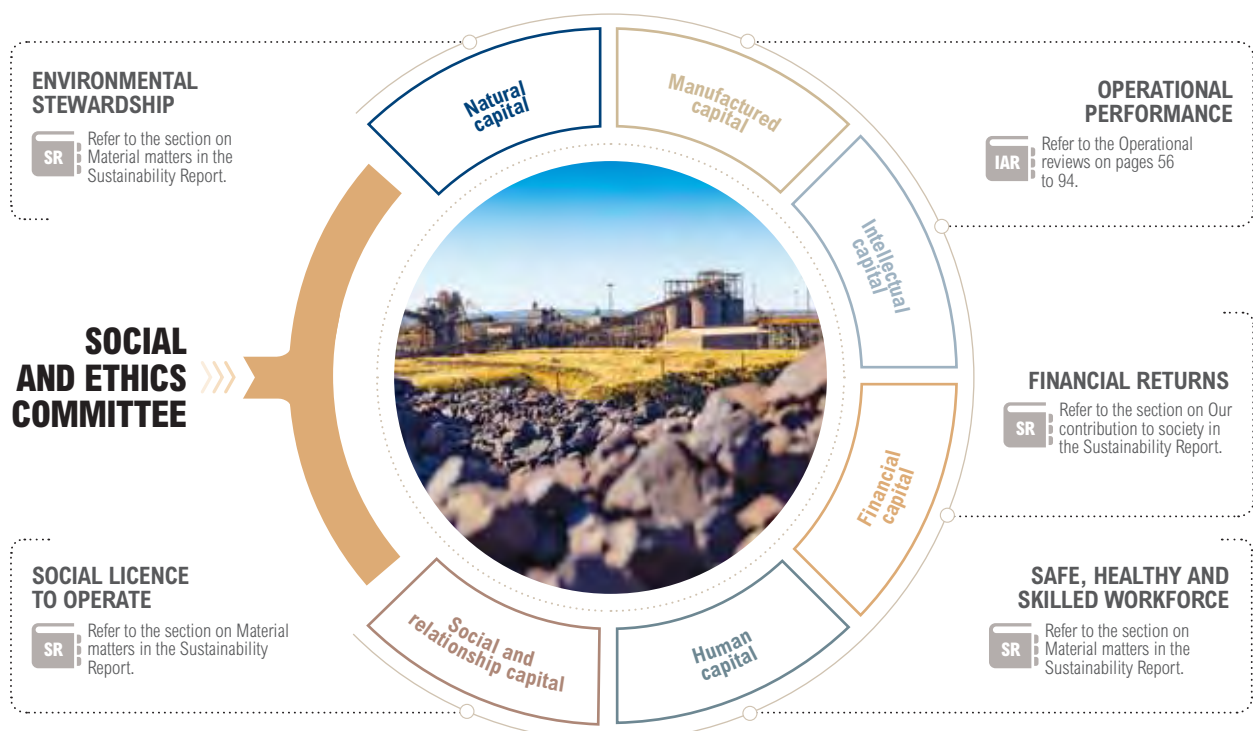 ENVIRONMENTAL
STEWARDSHIP
SR
Refer to the section on
Material matters in the
Sustainability Report.
Natural
capital
Manufactured
capital
OPERATIONAL
PERFORMANCE
IAR
Refer to the Operational
reviews on pages 56
to 94.
Intellectual
capital
SOCIAL
AND ETHICS
COMMITTEE
FINANCIAL RETURNS
SR
Refer to the section on Our
contribution to society in
the Sustainability Report.
Financial
capital
SOCIAL LICENCE
TO OPERATE
SR
Refer to the section on Material
matters in the Sustainability
Report.
Social and
relationship capital
Human
capital
SAFE, HEALTHY AND
SKILLED WORKFORCE
SR
Refer to the section on
Material matters in the
Sustainability Report.